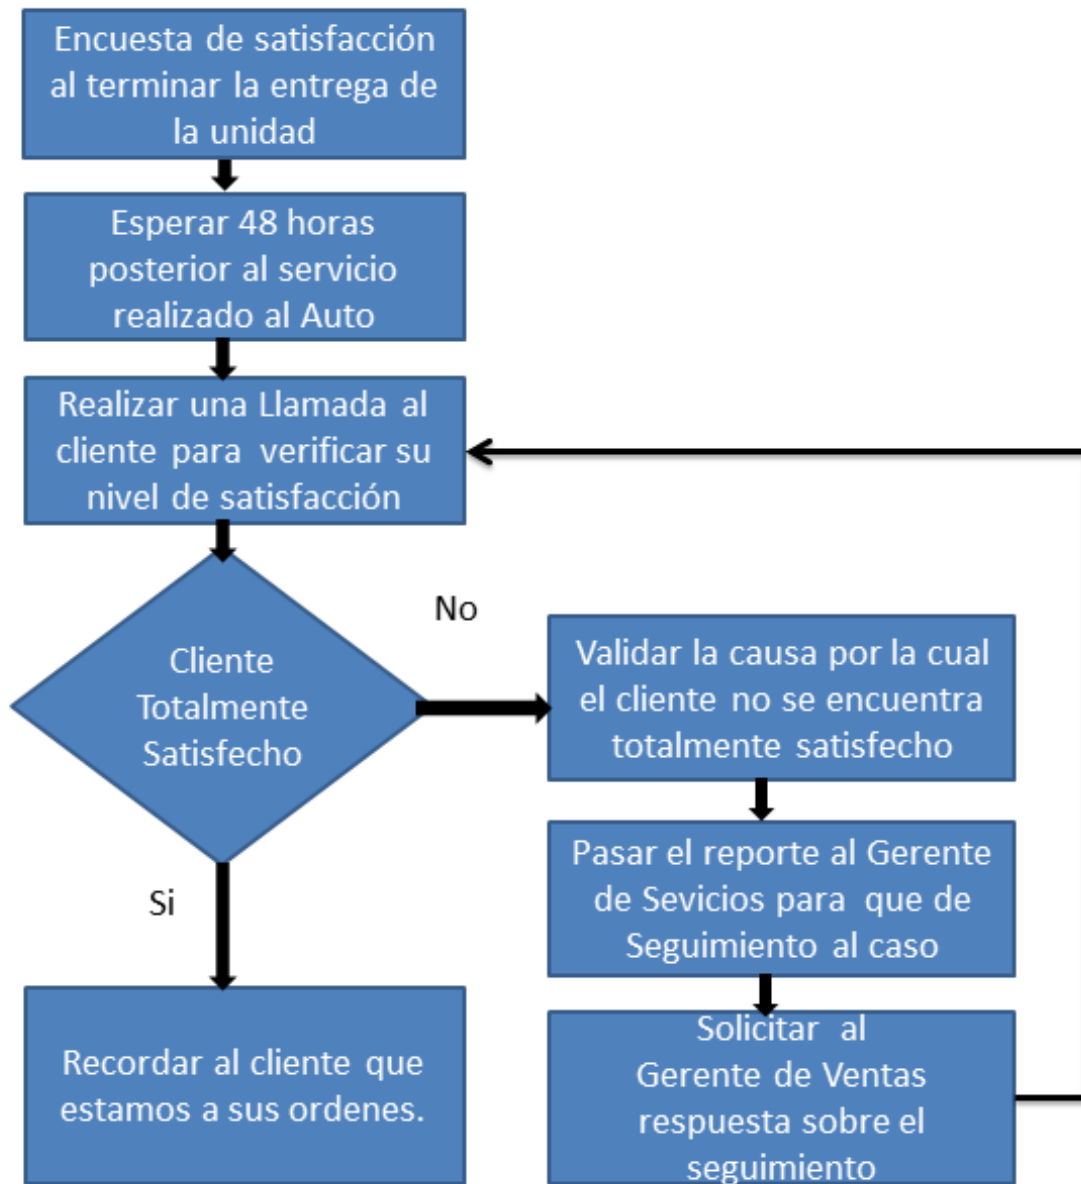 Encuesta de satisfacción
al terminar la entrega de
la unidad
Esperar 48 horas
posterior al servicio
realizado al Auto
Realizar una Llamada al
cliente para verificar su
nivel de satisfacción
Cliente
Totalmente
Satisfecho
No
Validar la causa por la cual
el cliente no se encuentra
totalmente satisfecho
Pasar el reporte al Gerente
de Sevicios para que de
Seguimiento al caso
Solicitar al
Gerente de Ventas
respuesta sobre el
seguimiento
Si
Recordar al cliente que
estamos a sus ordenes.